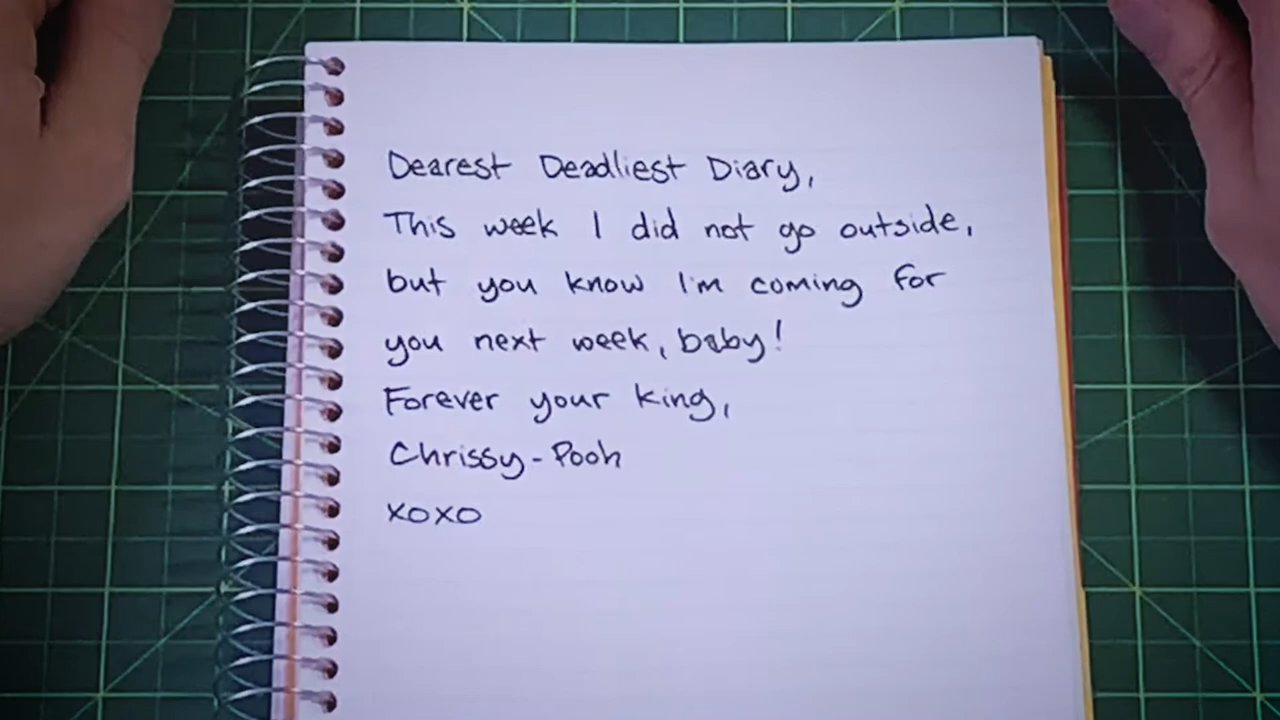 Dearest Deadliest Diary,
This week I did not go outside,
but you know I'm coming for
you next week, baby!
Forever your king,
Chrissy-Pooh
xoxo